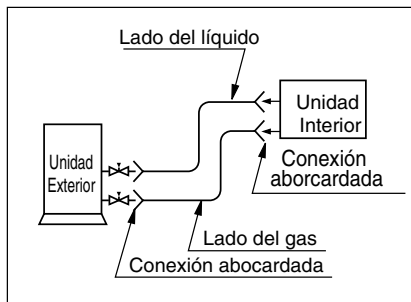 Lado del líquido
Unidad
Interior
Unidad
Exterior
Conexión
aborcardada
Lado del gas
Conexión abocardada